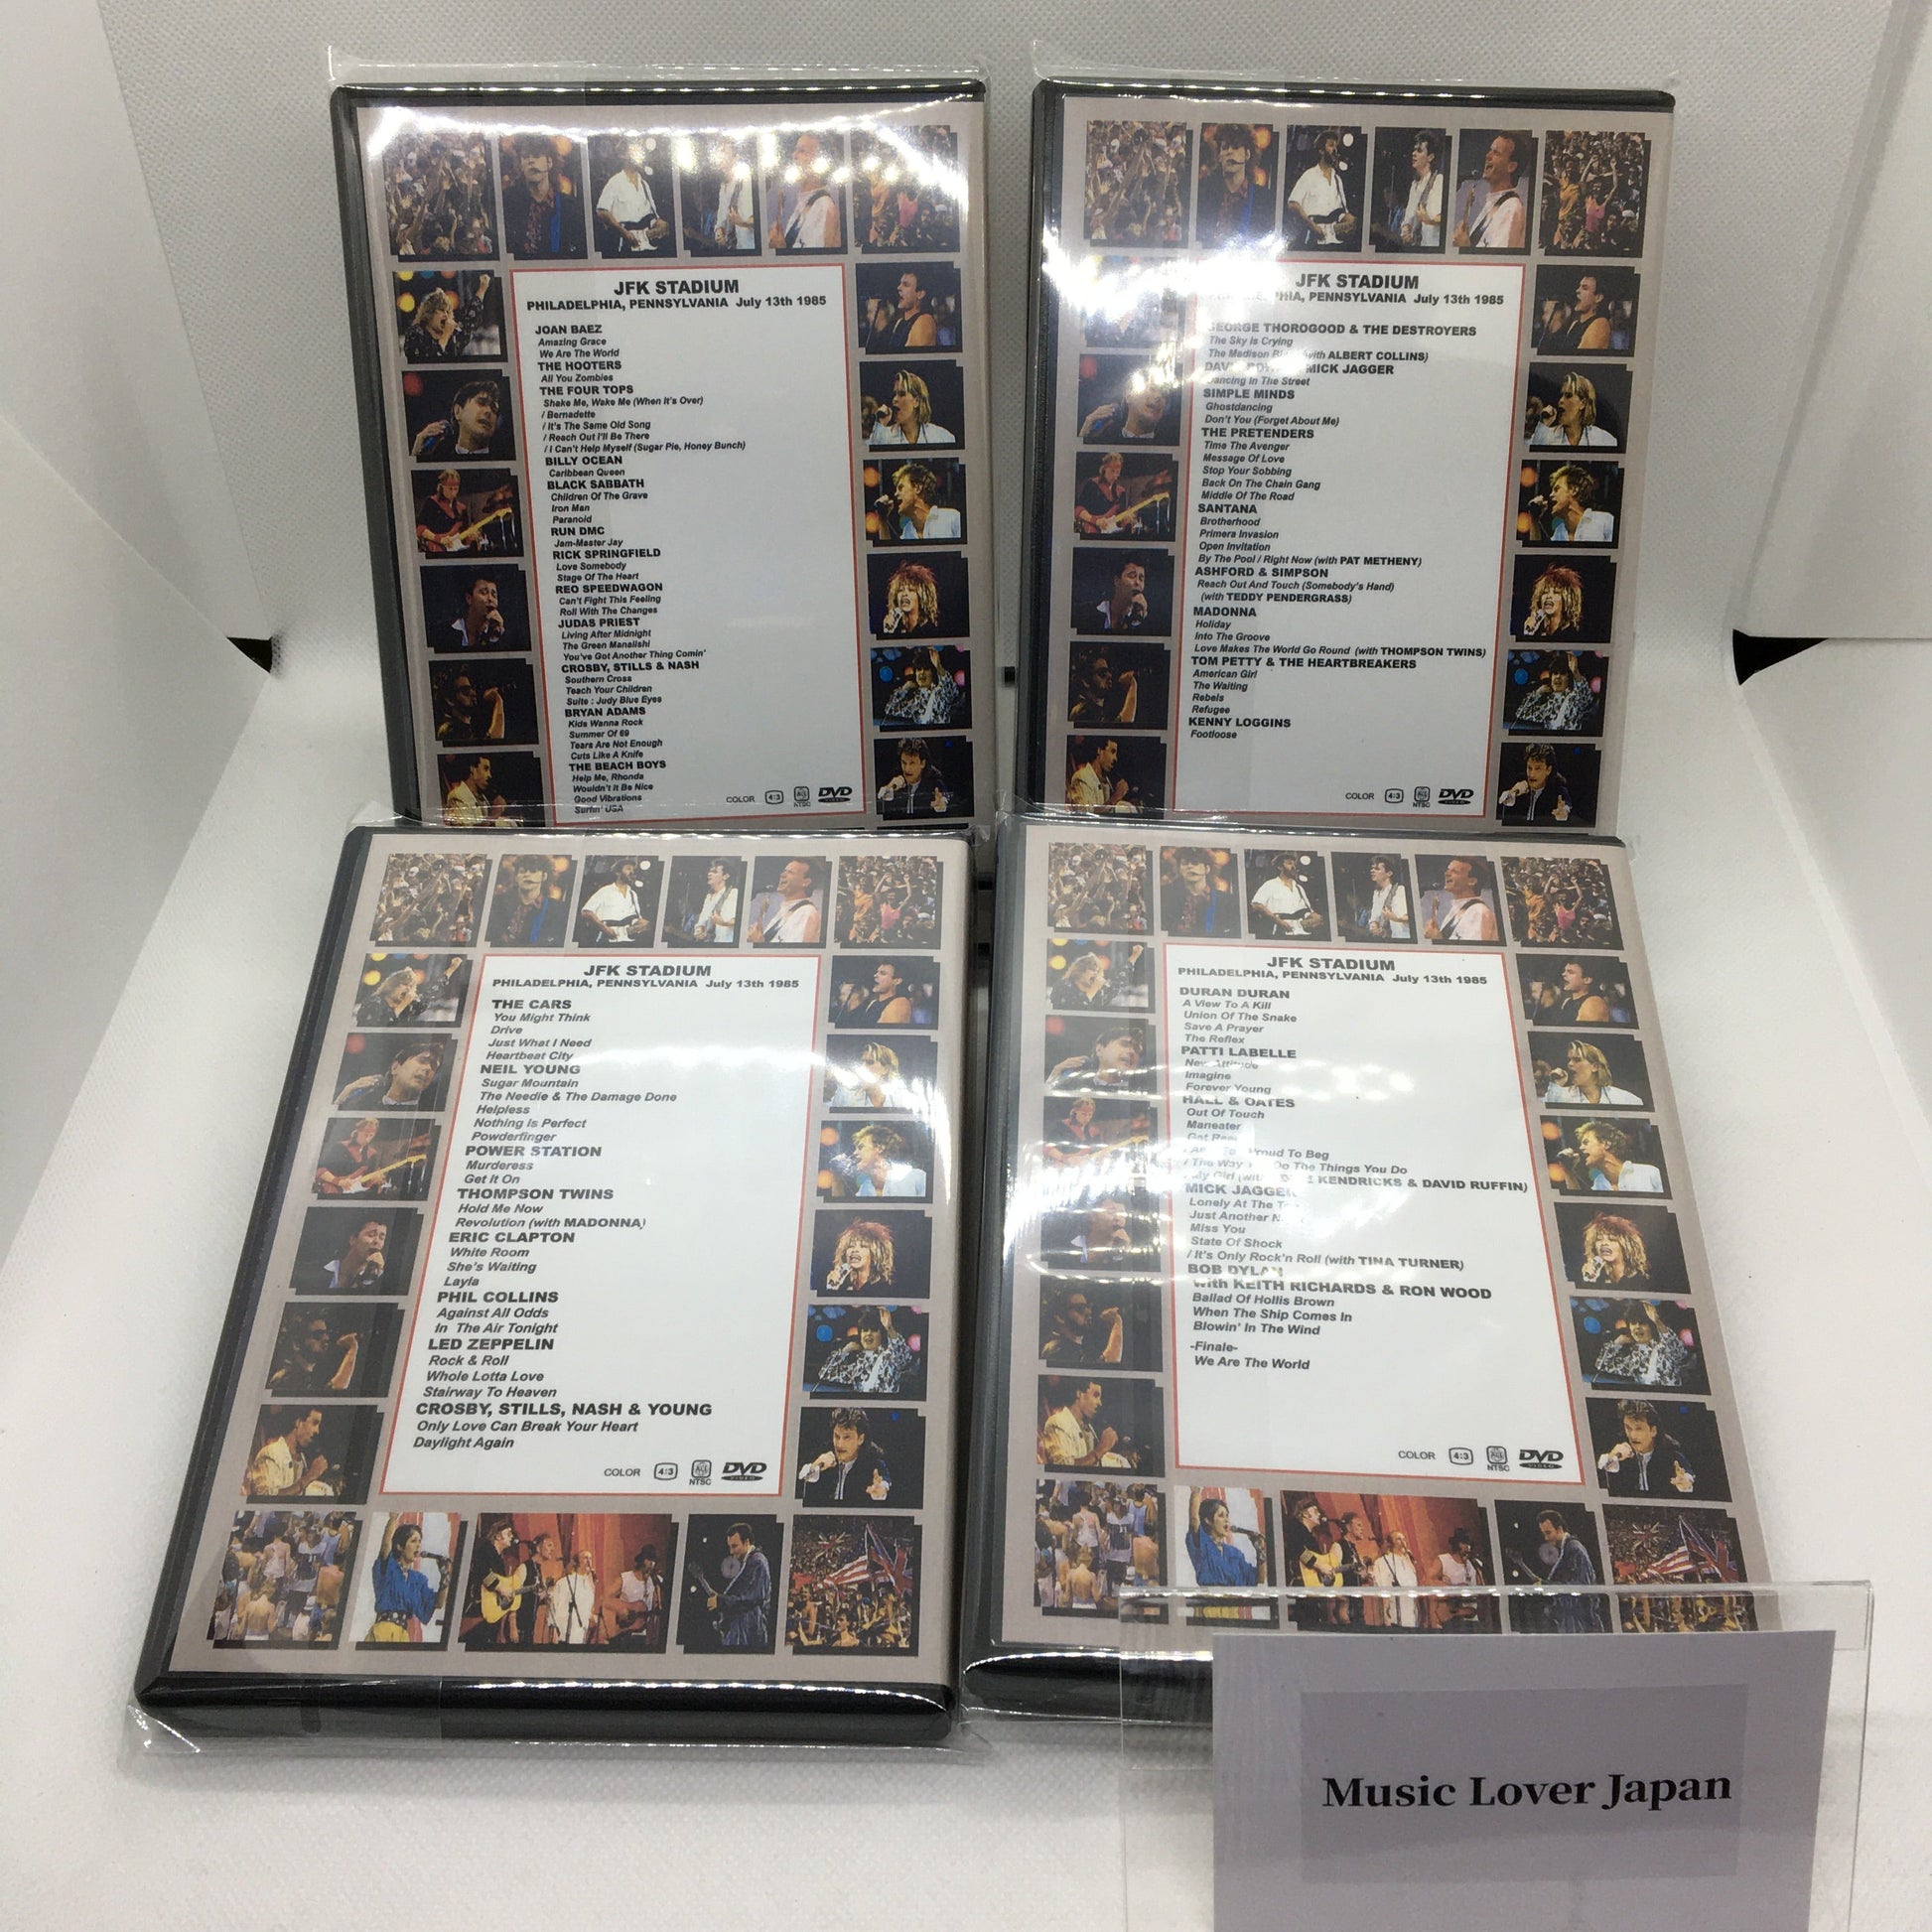 JFK STADIUM
PHILADELPHIA, PENNSYLVANIA July 13th 1985
JOAN BAEZ
Amazing Grace
We Are The World
THE HOOTERS
All You Zombies
THE FOUR TOPS
Shake Me, Wake Me (When It's Over)
/ Bernadette
/ It's The Same Old Song
/ Reach Out I'll Be There
/ I Can't Help Myself (Sugar Pie, Honey Bunch)
BILLY OCEAN
Caribbean Queen
BLACK SABBATH
Children Of The Grave
Iron Man
Paranoid
RUN DMC
Jam-Master Jay
RICK SPRINGFIELD
Love Somebody
Stage Of The Heart
REO SPEEDWAGON
Can't Fight This Feeling
Roll With The Changes
JUDAS PRIEST
Living After Midnight
The Green Manalishi
You've Got Another Thing Comin'
CROSBY, STILLS & NASH
Southern Cross
Teach Your Children
Suite : Judy Blue Eyes
BRYAN ADAMS
Kids Wanna Rock
Summer Of 69
Tears Are Not Enough
Cuts Like A Knife
THE BEACH BOYS
Help Me, Rhonda
Wouldn't It Be Nice
Good Vibrations
Surfin' USA
COLOR 4:3 NTSC DVD VIDEO
JFK STADIUM
PENNSYLVANIA July 13th 1985
GEORGE THOROGOOD & THE DESTROYERS
The Sky Is Crying
The Madison (with ALBERT COLLINS)
MICK JAGGER
Dancing In The Street
SIMPLE MINDS
Ghostdancing
Don't You (Forget About Me)
THE PRETENDERS
Time The Avenger
Message Of Love
Stop Your Sobbing
Back On The Chain Gang
Middle Of The Road
SANTANA
Brotherhood
Primera Invasion
Open Invitation
By The Pool / Right Now (with PAT METHENY)
ASHFORD & SIMPSON
Reach Out And Touch (Somebody's Hand)
(with TEDDY PENDERGRASS)
MADONNA
Holiday
Into The Groove
Love Makes The World Go Round (with THOMPSON TWINS)
TOM PETTY & THE HEARTBREAKERS
American Girl
The Waiting
Rebels
Refugee
KENNY LOGGINS
Footloose
COLOR 4:3 NTSC DVD VIDEO
JFK STADIUM
PHILADELPHIA, PENNSYLVANIA July 13th 1985
THE CARS
You Might Think
Drive
Just What I Need
Heartbeat City
NEIL YOUNG
Sugar Mountain
The Needle & The Damage Done
Helpless
Nothing Is Perfect
Powderfinger
POWER STATION
Murderess
Get It On
THOMPSON TWINS
Hold Me Now
Revolution (with MADONNA)
ERIC CLAPTON
White Room
She's Waiting
Layla
PHIL COLLINS
Against All Odds
In The Air Tonight
LED ZEPPELIN
Rock & Roll
Whole Lotta Love
Stairway To Heaven
CROSBY, STILLS, NASH & YOUNG
Only Love Can Break Your Heart
Daylight Again
COLOR 4:3 NTSC DVD VIDEO
JFK STADIUM
PHILADELPHIA, PENNSYLVANIA July 13th 1985
DURAN DURAN
A View To A Kill
Union Of The Snake
Save A Prayer
The Reflex
PATTI LABELLE
New Attitude
Imagine
Forever Young
HALL & OATES
Out Of Touch
Maneater
Proud To Beg
/ The Way Do The Things You Do
KENDRICKS & DAVID RUFFIN)
MICK JAGGER
Lonely At The
Just Another
Miss You
State Of Shock
/ It's Only Rock'n Roll (with TINA TURNER)
BOB DYLAN
with KEITH RICHARDS & RON WOOD
Ballad Of Hollis Brown
When The Ship Comes In
Blowin' In The Wind
-Finale-
We Are The World
COLOR 4:3 NTSC DVD VIDEO
Music Lover Japan